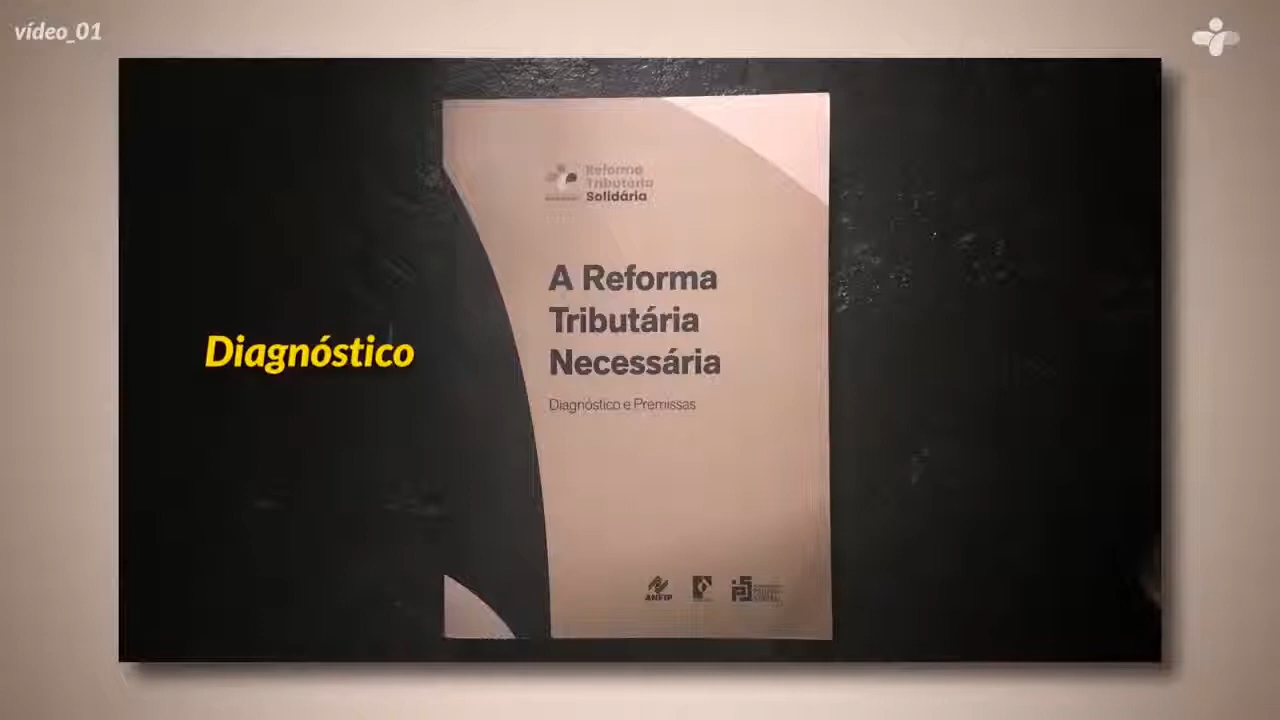 vídeo_01
Reforma
Tributária
Solidária
A Reforma
Tributária
Necessária
Diagnóstico e Premissas
Diagnóstico
ANFIP